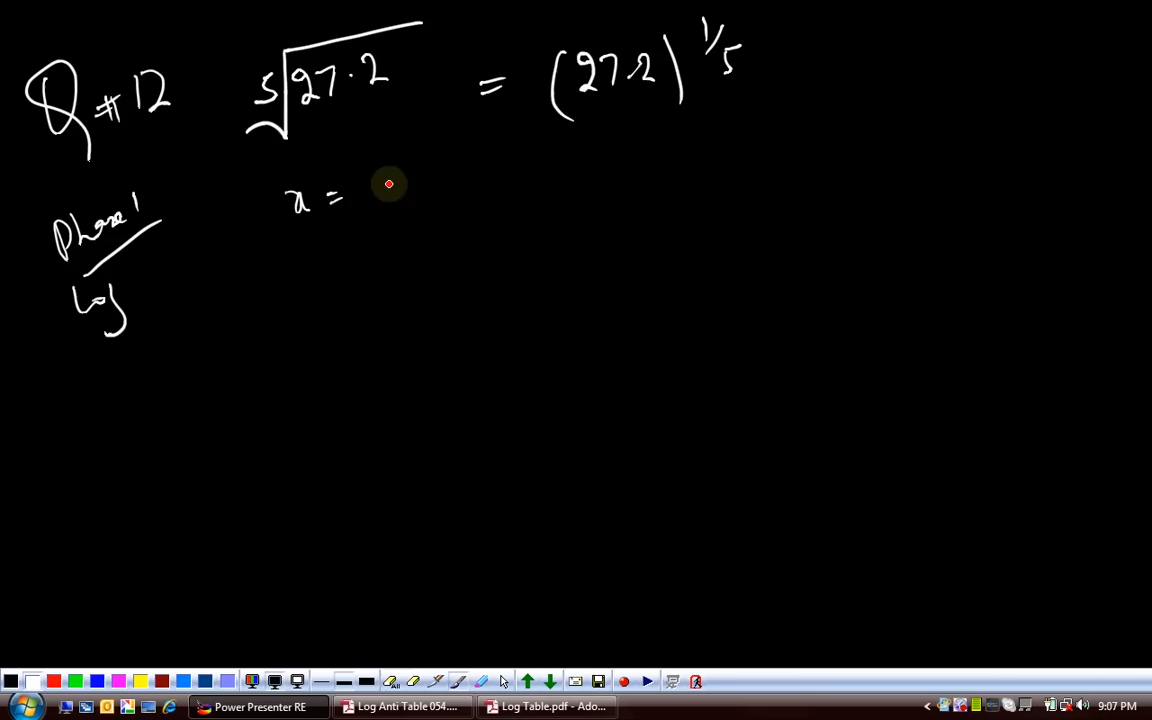 Q #12 5√27.2 = (27.2)^1/5
Phase 1
x =
Log
Power Presenter RE
Log Anti Table 054....
Log Table.pdf - Ado...
9:07 PM